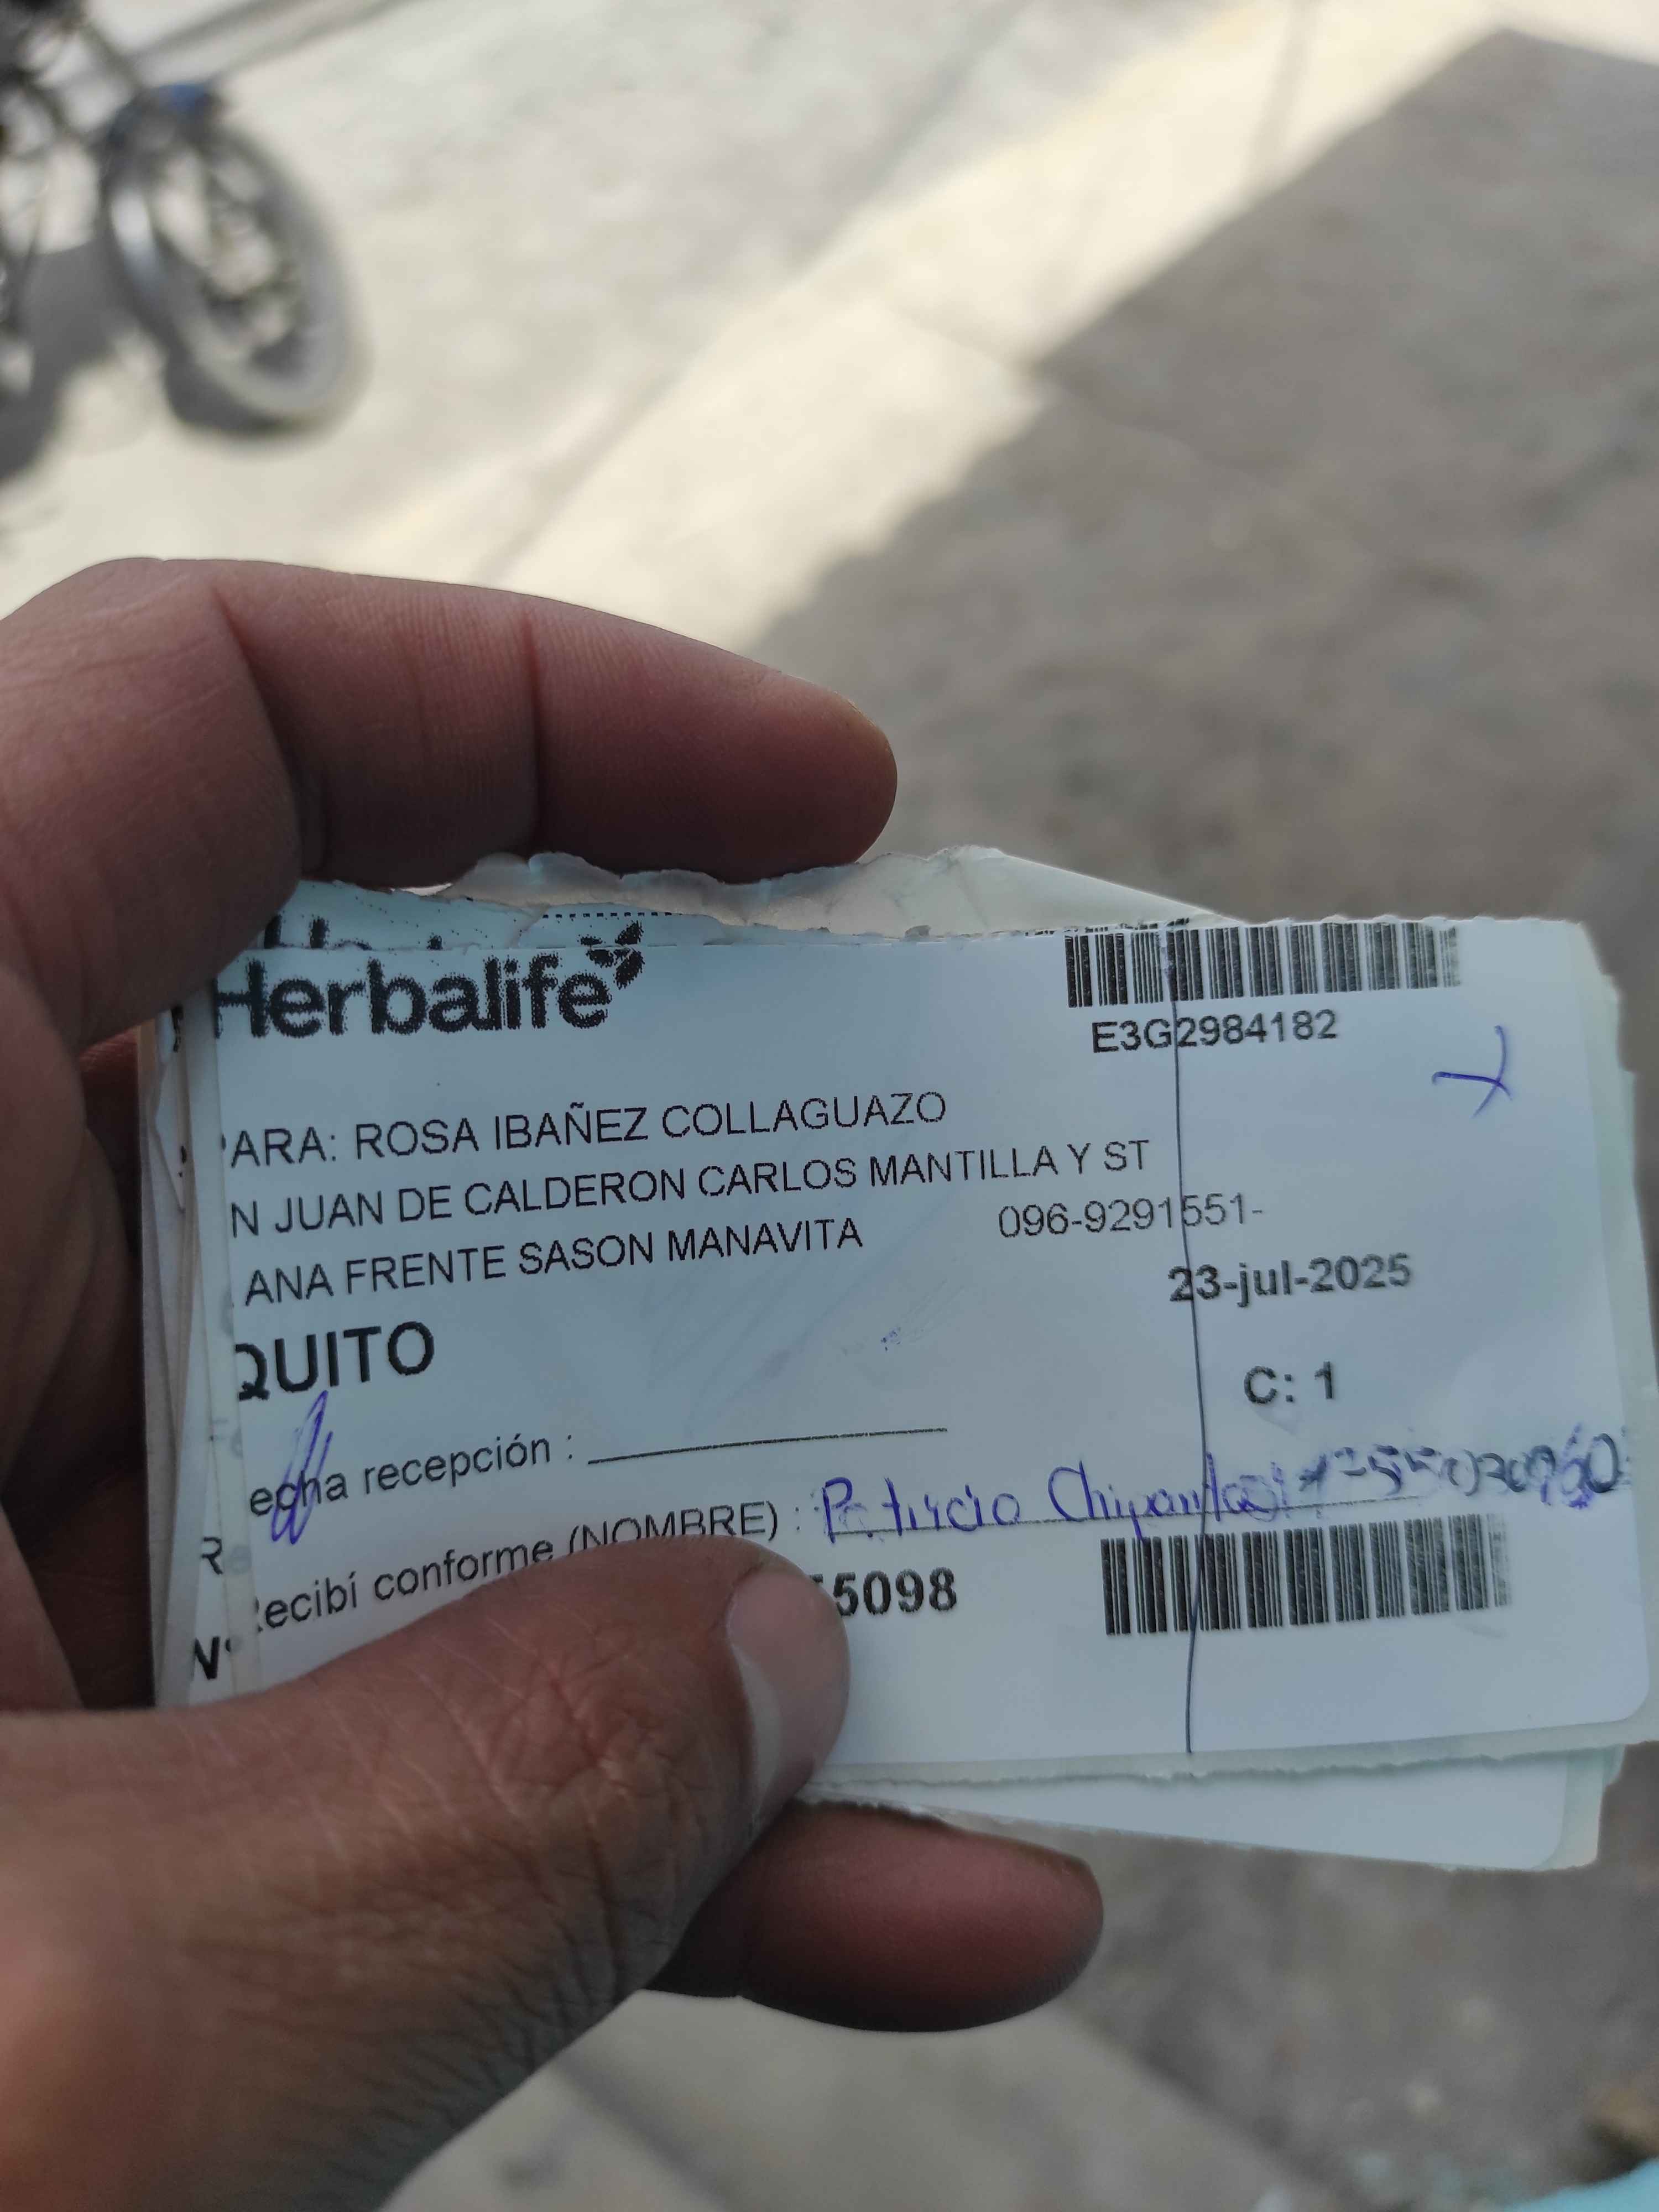 Herbalife
E3G2984182
PARA: ROSA IBAÑEZ COLLAGUAZO
N JUAN DE CALDERON CARLOS MANTILLA Y ST
ANA FRENTE SASON MANAVITA 096-9291551-
23-jul-2025
QUITO
C: 1
echa recepción :
Recibí conforme (NOMBRE) : Patricio
5098
R
N°